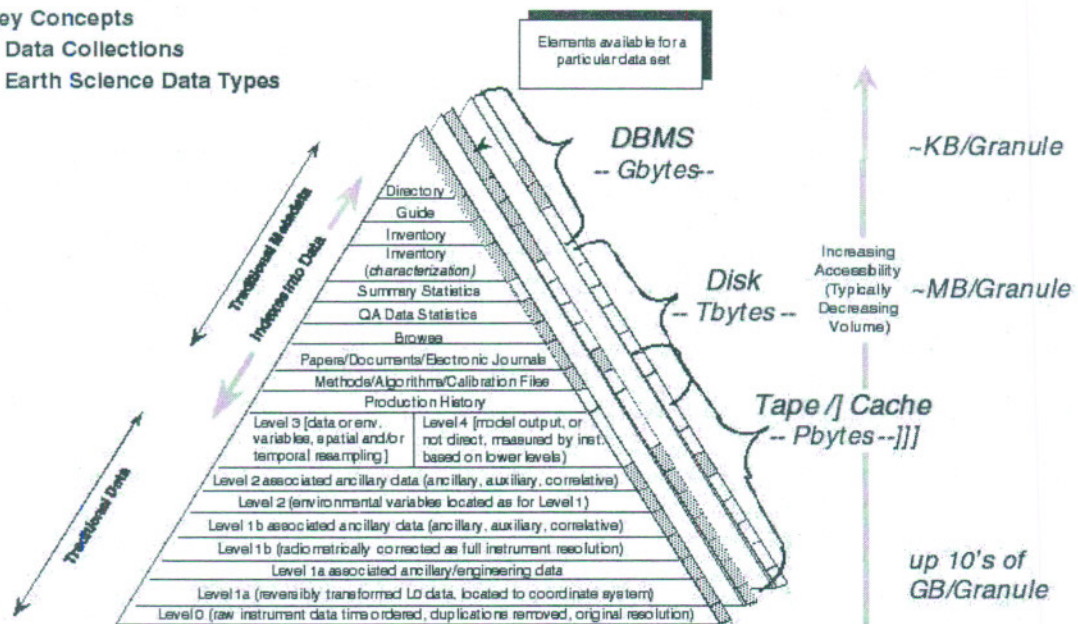 ey Concepts
Data Collections
Earth Science Data Types
Elements available for a
particular data set
DBMS
-- Gbytes--
~KB/Granule
Traditional Metadata
Indexes into Data
Directory
Guide
Inventory
Inventory
(characterization)
Summary Statistics
QA Data Statistics
Browse
Papers/Documents/Electronic Journals
Methods/Algorithms/Calibration Files
Production History
Disk
-- Tbytes --
Increasing
Accessibility
(Typically
Decreasing
Volume)
~MB/Granule
Traditional Data
Level 3 [data or env.
variables, spatial and/or
temporal resampling ]
Level 4 [model output, or
not direct, measured by inst.
based on lower levels)
Tape /] Cache
-- Pbytes --]]]
Level 2 associated ancillary data (ancillary, auxiliary, correlative)
Level 2 (environmental variables located as for Level 1)
Level 1b associated ancillary data (ancillary, auxiliary, correlative)
Level 1b (radiometrically corrected as full instrument resolution)
Level 1a associated ancillary/engineering data
Level 1a (reversibly transformed L0 data, located to coordinate system)
Level 0 (raw instrument data time ordered, duplications removed, original resolution)
up 10's of
GB/Granule